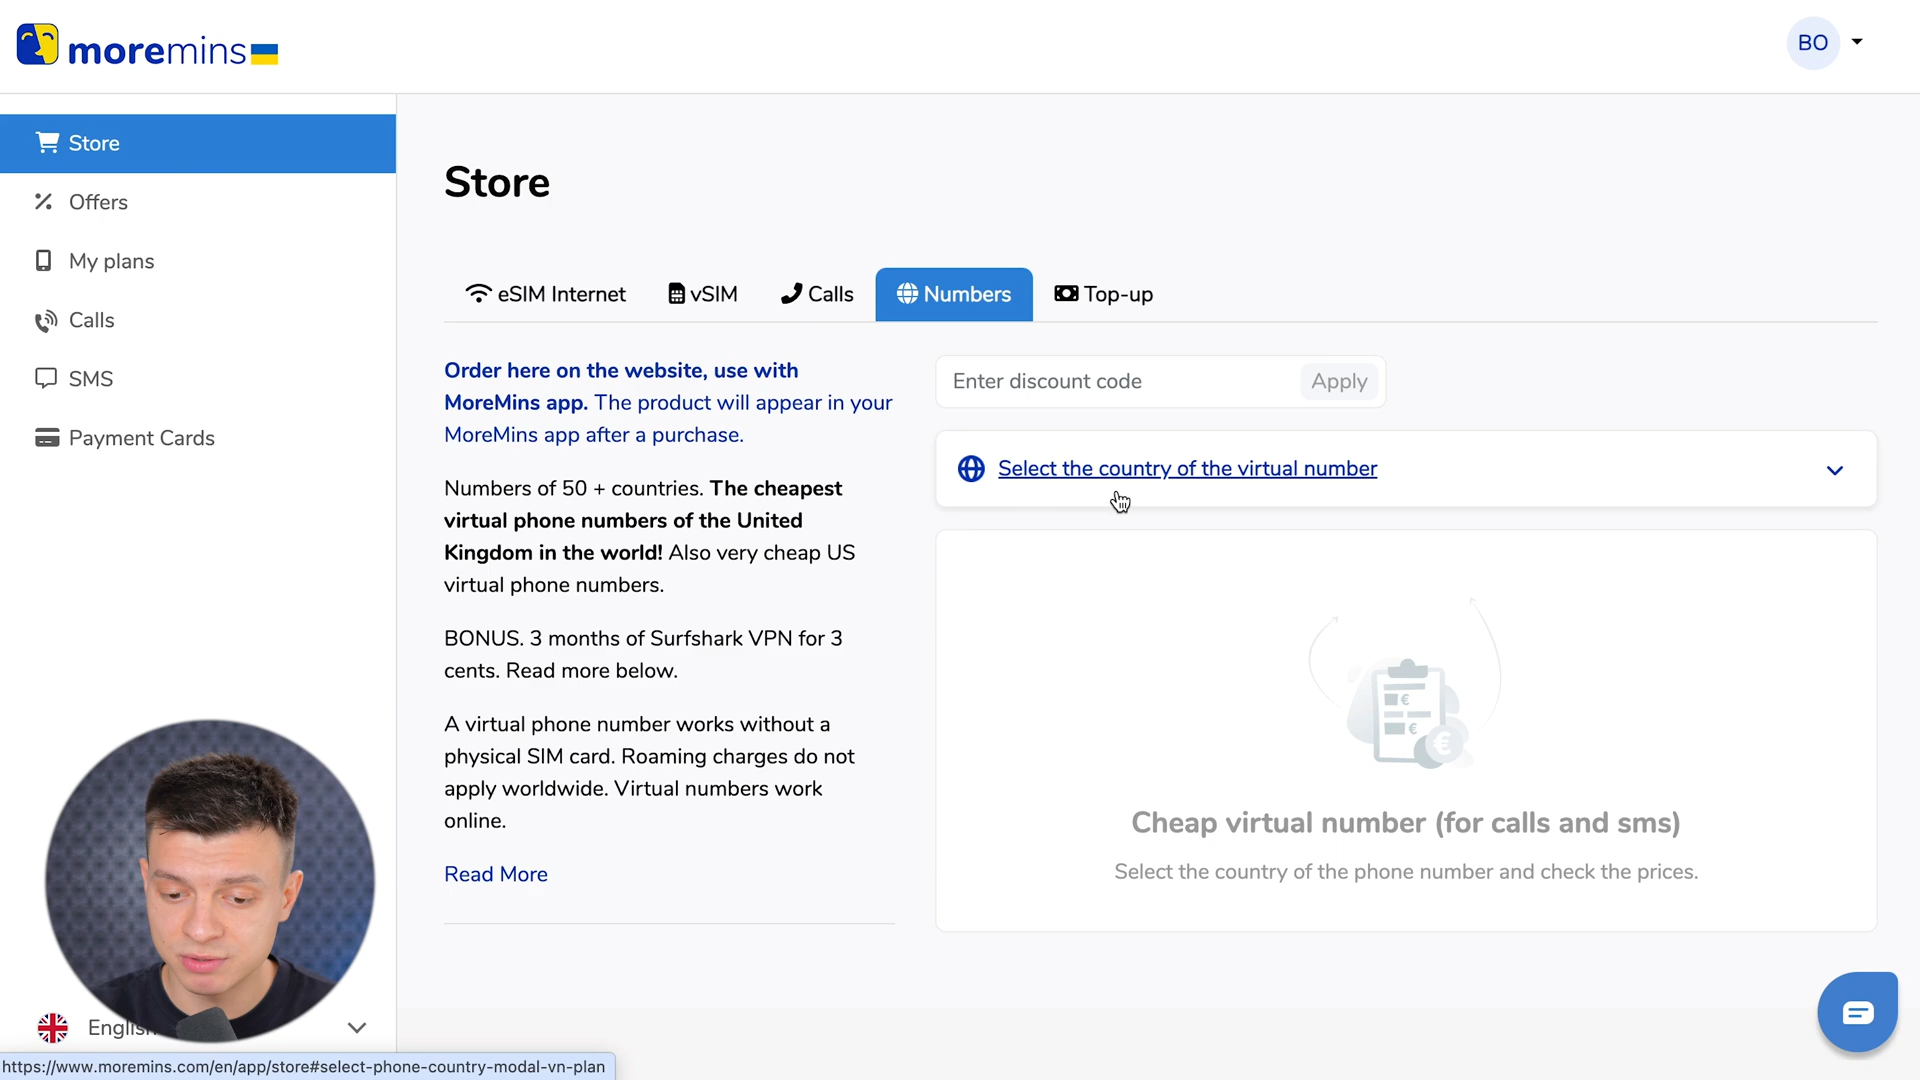 moremins
BO
Store
Offers
My plans
Calls
SMS
Payment Cards
Store
eSIM Internet
vSIM
Calls
Numbers
Top-up
Order here on the website, use with
MoreMins app. The product will appear in your
MoreMins app after a purchase.
Numbers of 50 + countries. The cheapest
virtual phone numbers of the United
Kingdom in the world! Also very cheap US
virtual phone numbers.
BONUS. 3 months of Surfshark VPN for 3
cents. Read more below.
A virtual phone number works without a
physical SIM card. Roaming charges do not
apply worldwide. Virtual numbers work
online.
Read More
Enter discount code
Apply
Select the country of the virtual number
€
€
€
Cheap virtual number (for calls and sms)
Select the country of the phone number and check the prices.
English
https://www.moremins.com/en/app/store#select-phone-country-modal-vn-plan